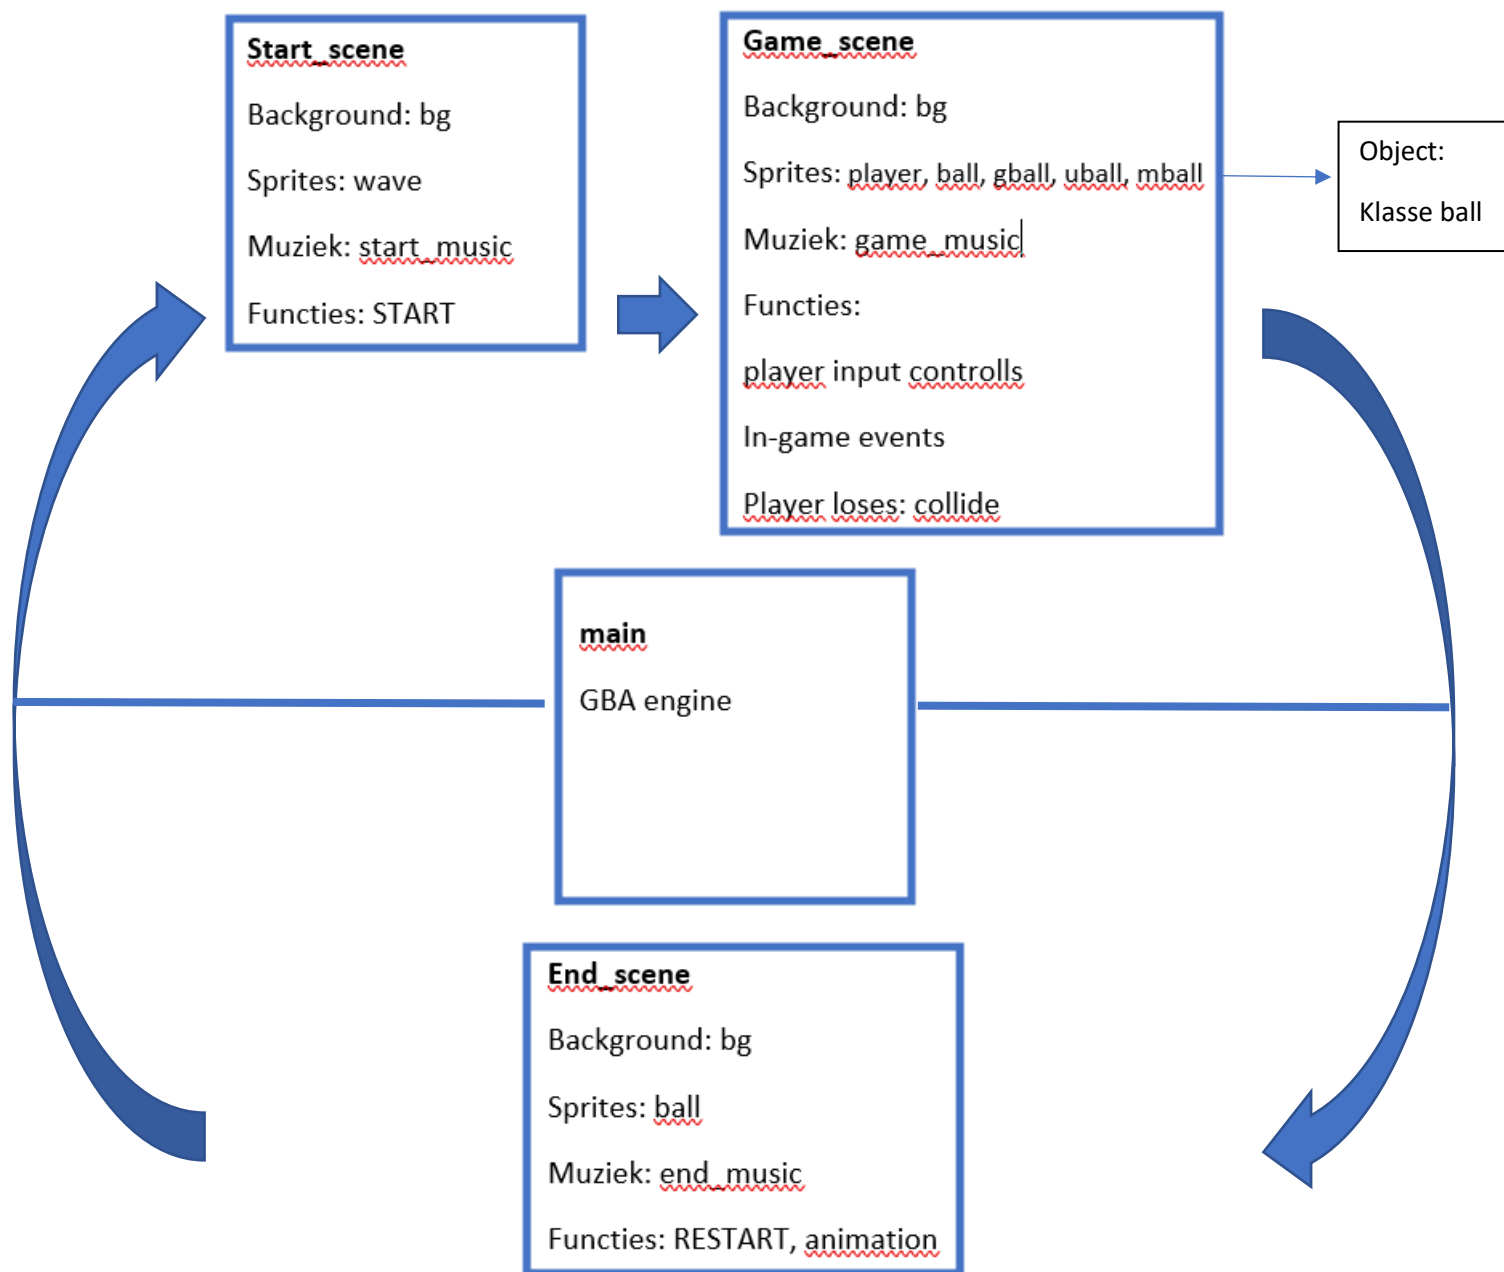 Start_scene
Background: bg
Sprites: wave
Muziek: start_music
Functies: START
Game_scene
Background: bg
Sprites: player, ball, gball, uball, mball
Muziek: game_music
Functies:
player input controlls
In-game events
Player loses: collide
Object:
Klasse ball
main
GBA engine
End_scene
Background: bg
Sprites: ball
Muziek: end_music
Functies: RESTART, animation